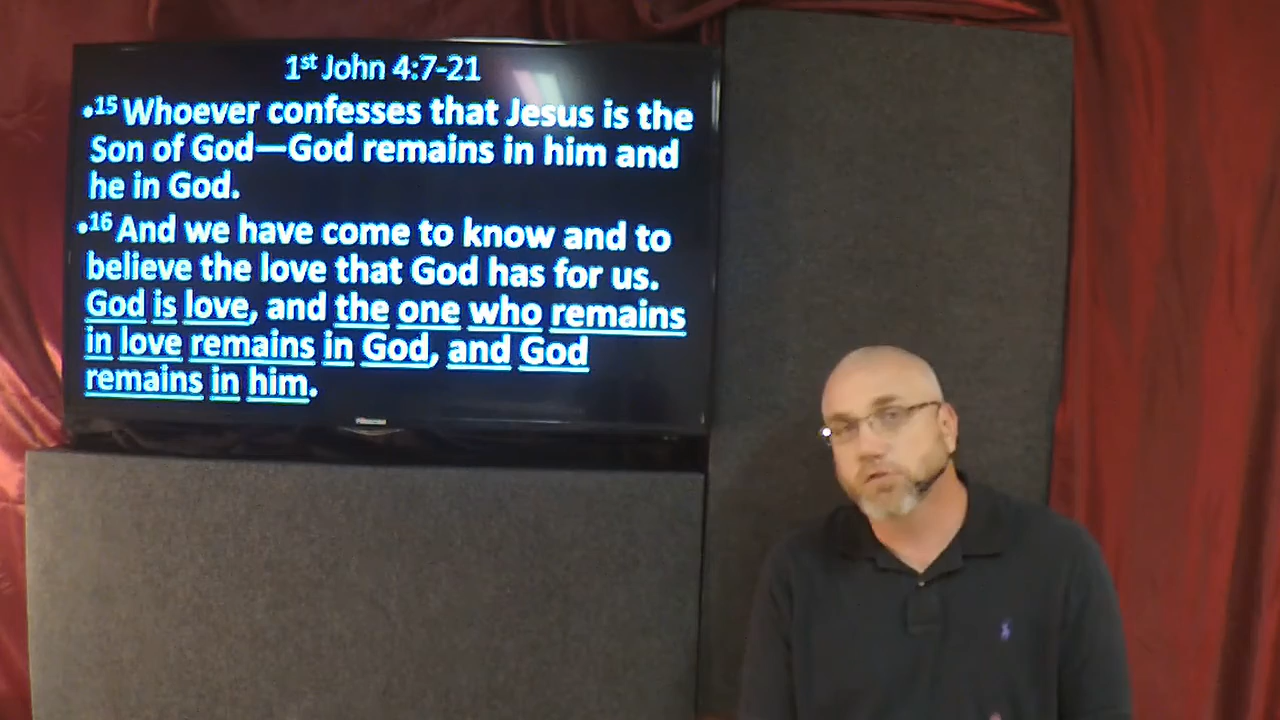 1st John 4:7-21
•15 Whoever confesses that Jesus is the
Son of God—God remains in him and
he in God.
•16 And we have come to know and to
believe the love that God has for us.
God is love, and the one who remains
in love remains in God, and God
remains in him.